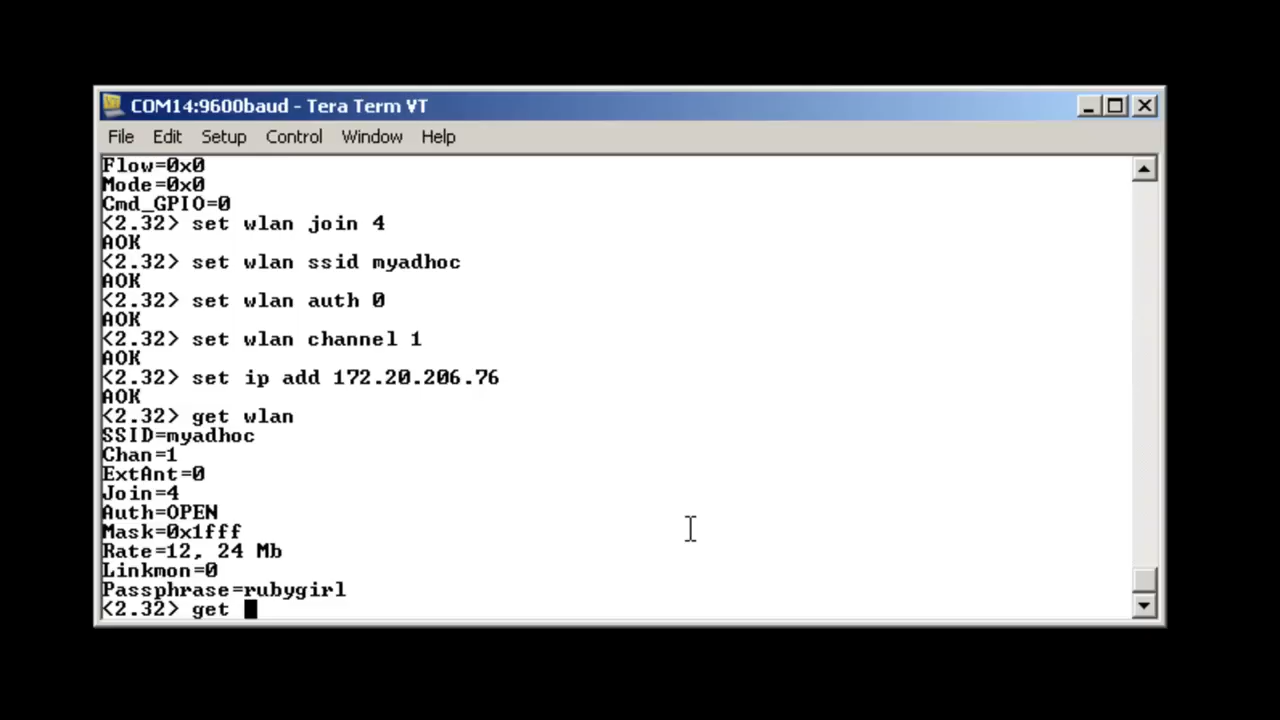 COM14:9600baud - Tera Term VT
File Edit Setup Control Window Help
Flow=0x0
Mode=0x0
Cmd_GPIO=0
<2.32> set wlan join 4
AOK
<2.32> set wlan ssid myadhoc
AOK
<2.32> set wlan auth 0
AOK
<2.32> set wlan channel 1
AOK
<2.32> set ip add 172.20.206.76
AOK
<2.32> get wlan
SSID=myadhoc
Chan=1
ExtAnt=0
Join=4
Auth=OPEN
Mask=0x1fff
Rate=12, 24 Mb
Linkmon=0
Passphrase=rubygirl
<2.32> get